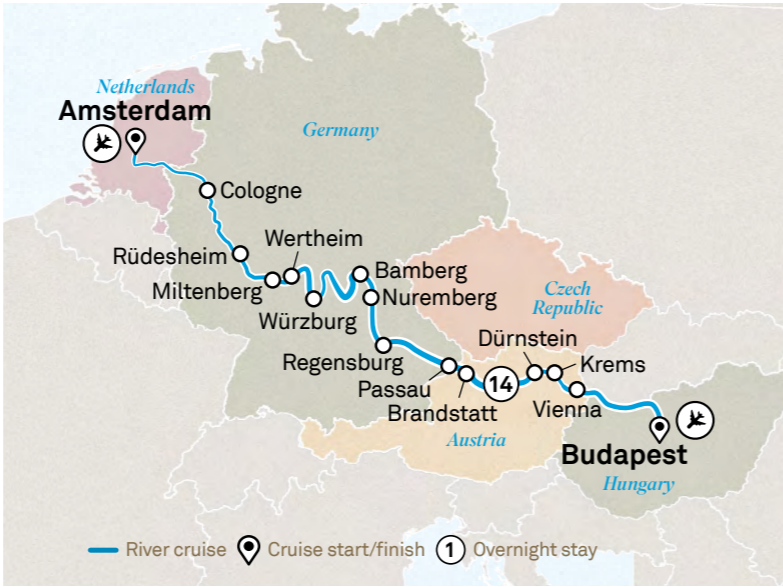 Netherlands
Amsterdam
Germany
Cologne
Rüdesheim
Wertheim
Miltenberg
Würzburg
Bamberg
Nuremberg
Czech
Republic
Regensburg
Dürnstein
Krems
Passau
14
Brandstatt
Vienna
Austria
Budapest
Hungary
River cruise
Cruise start/finish
1 Overnight stay